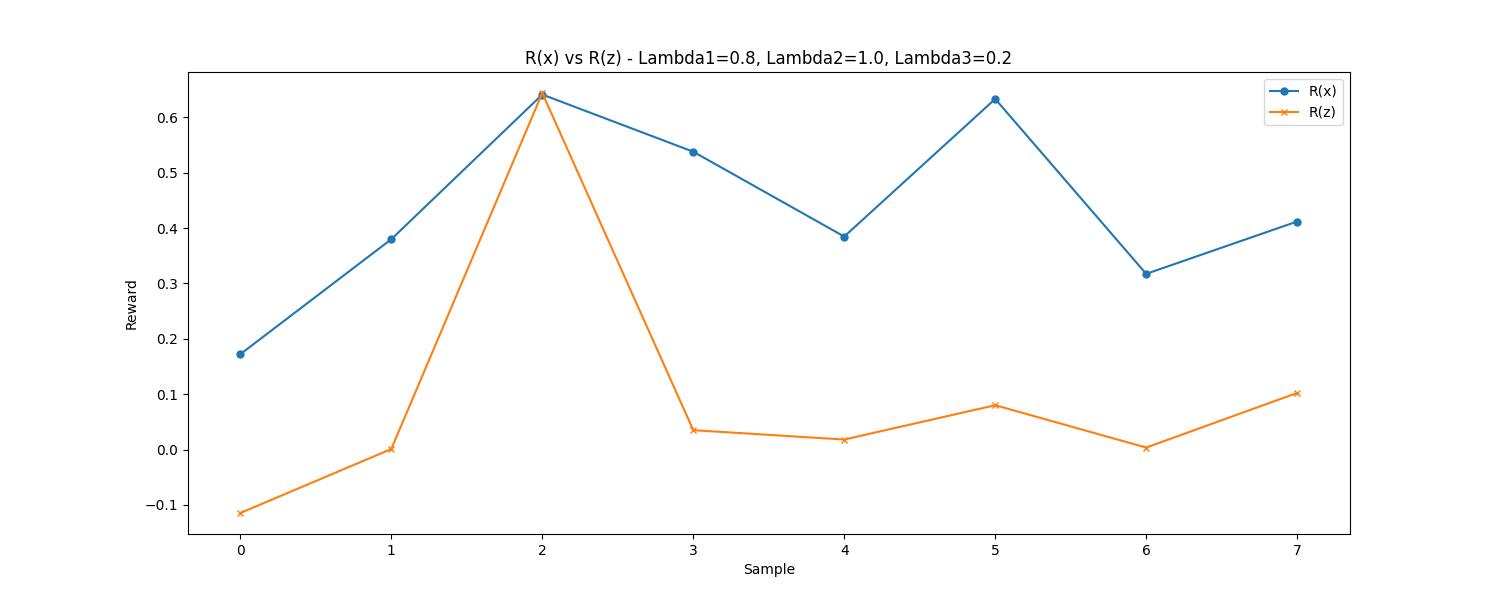 R(x) vs R(z) - Lambda1=0.8, Lambda2=1.0, Lambda3=0.2
R(x)
R(z)
0.6
0.5
0.4
0.3
0.2
0.1
0.0
−0.1
Reward
0 1 2 3 4 5 6 7
Sample